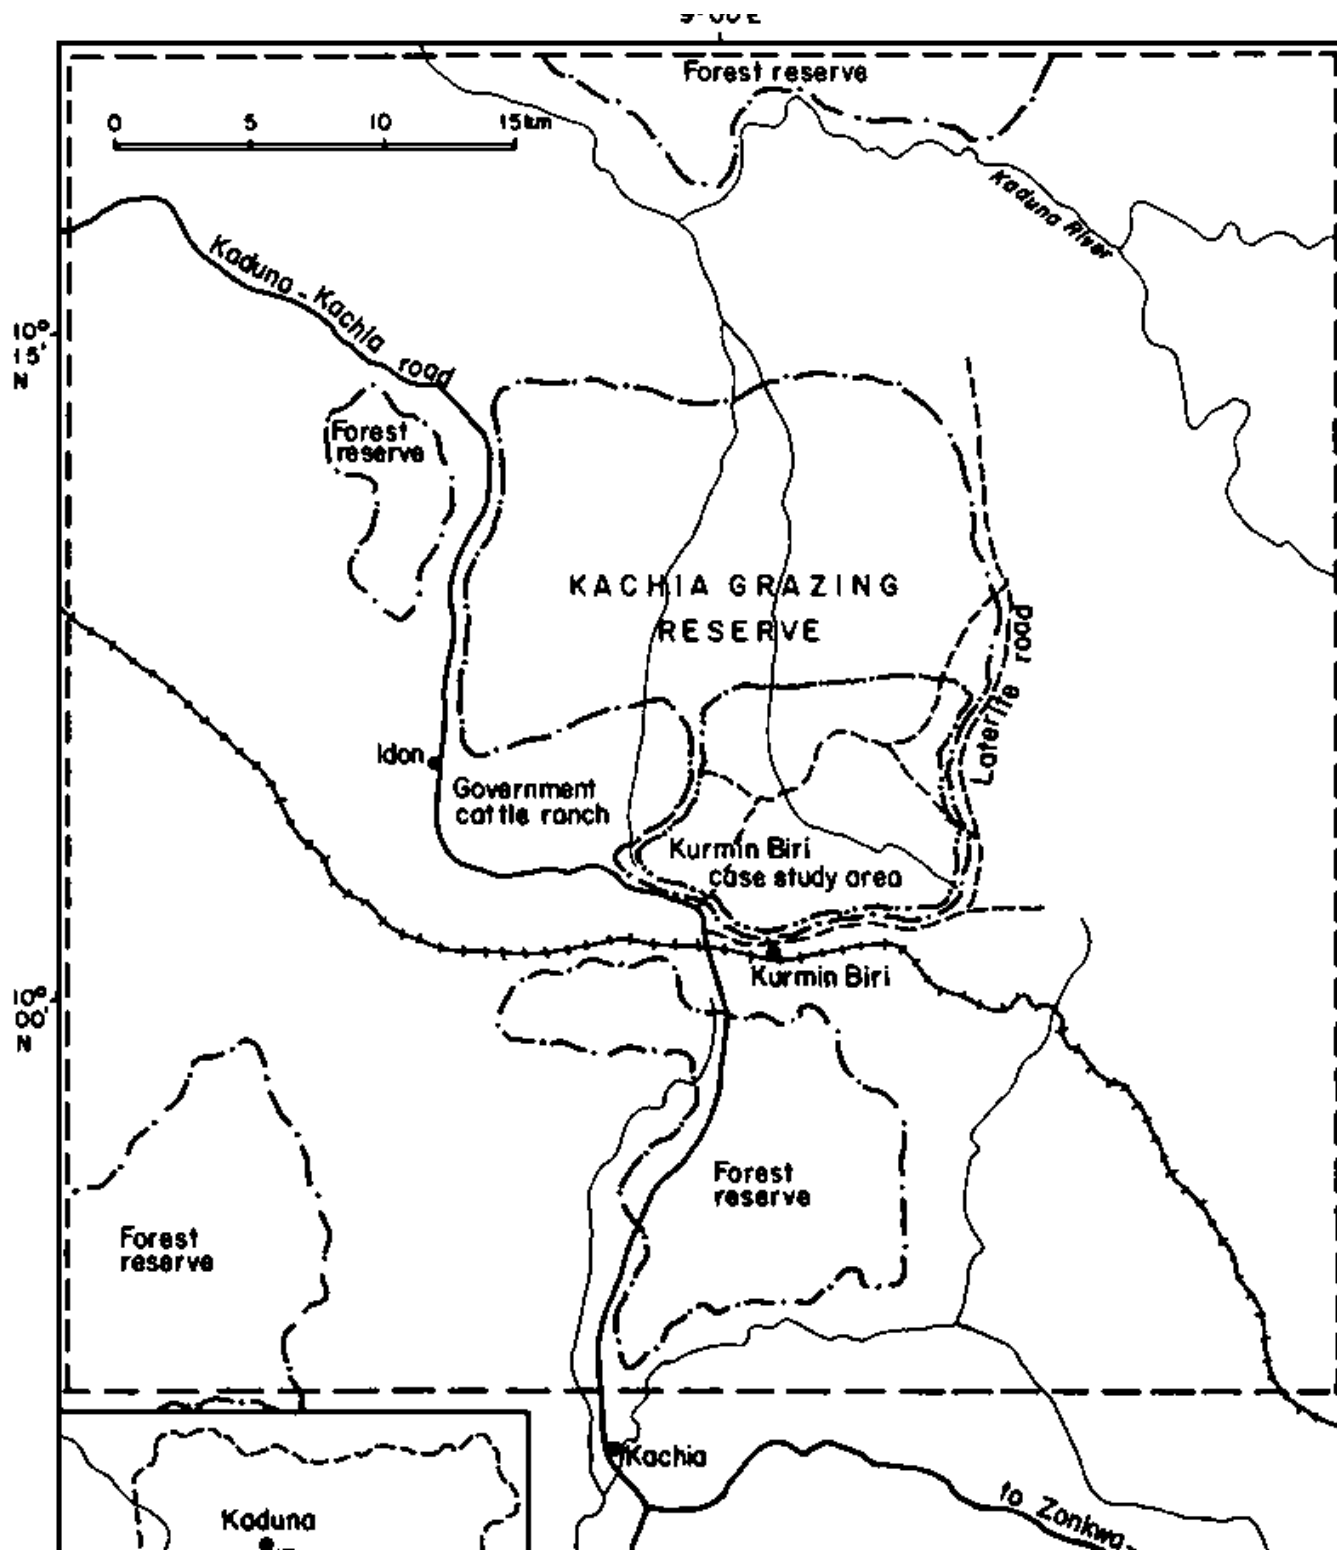 9°00'E
Forest reserve
0 5 10 15km
Kaduna River
Kaduna - Kachia road
10°
15'
N
Forest
reserve
KACHIA GRAZING
RESERVE
Laterite road
Idon
Government
cattle ranch
Kurmin Biri
case study area
Kurmin Biri
10°
00'
N
Forest
reserve
Forest
reserve
Kachia
to Zonkwa
Kaduna